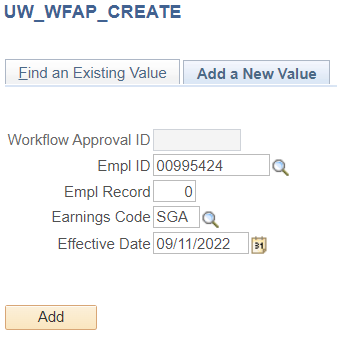 UW_WFAP_CREATE
Find an Existing Value Add a New Value
Workflow Approval ID
Empl ID 00995424
Empl Record 0
Earnings Code SGA
Effective Date 09/11/2022 31
Add